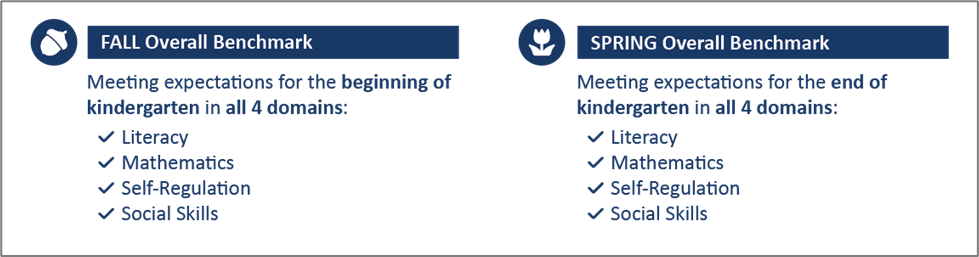 FALL Overall Benchmark
Meeting expectations for the beginning of
kindergarten in all 4 domains:
Literacy
Mathematics
Self-Regulation
Social Skills
SPRING Overall Benchmark
Meeting expectations for the end of
kindergarten in all 4 domains:
Literacy
Mathematics
Self-Regulation
Social Skills